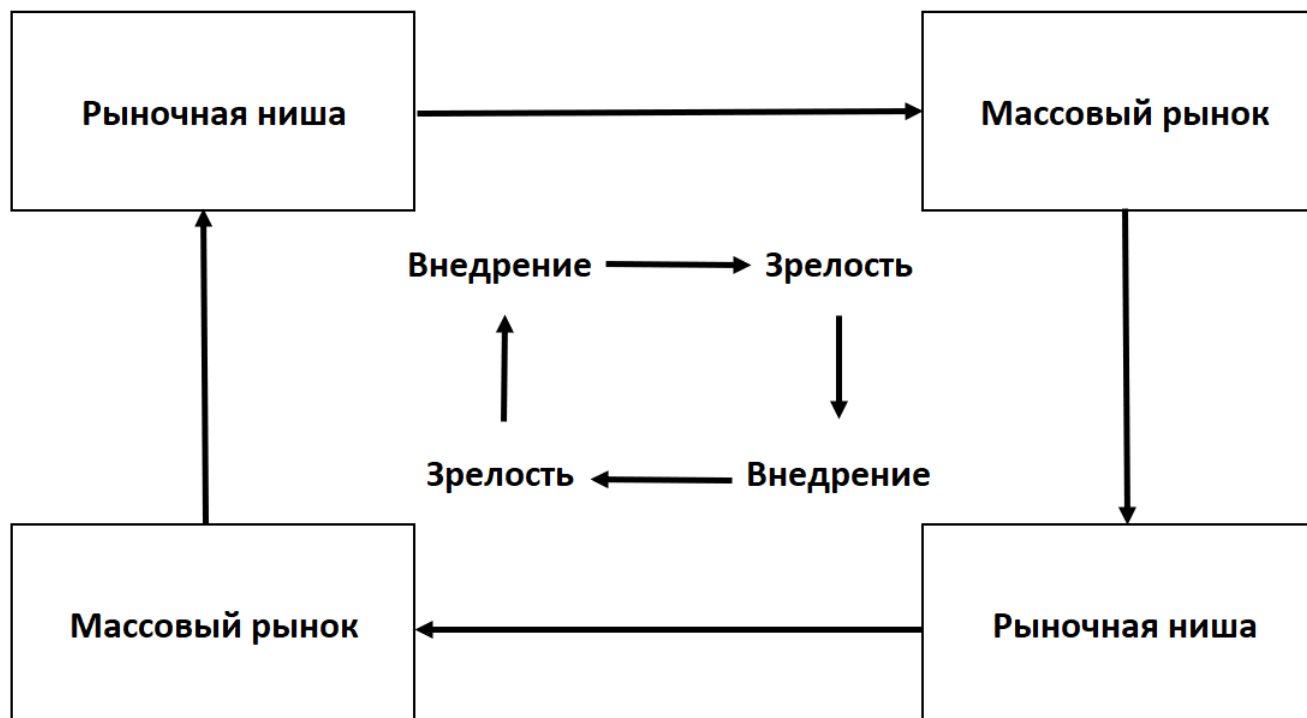 Рыночная ниша
Массовый рынок
Внедрение
Зрелость
Зрелость
Внедрение
Массовый рынок
Рыночная ниша